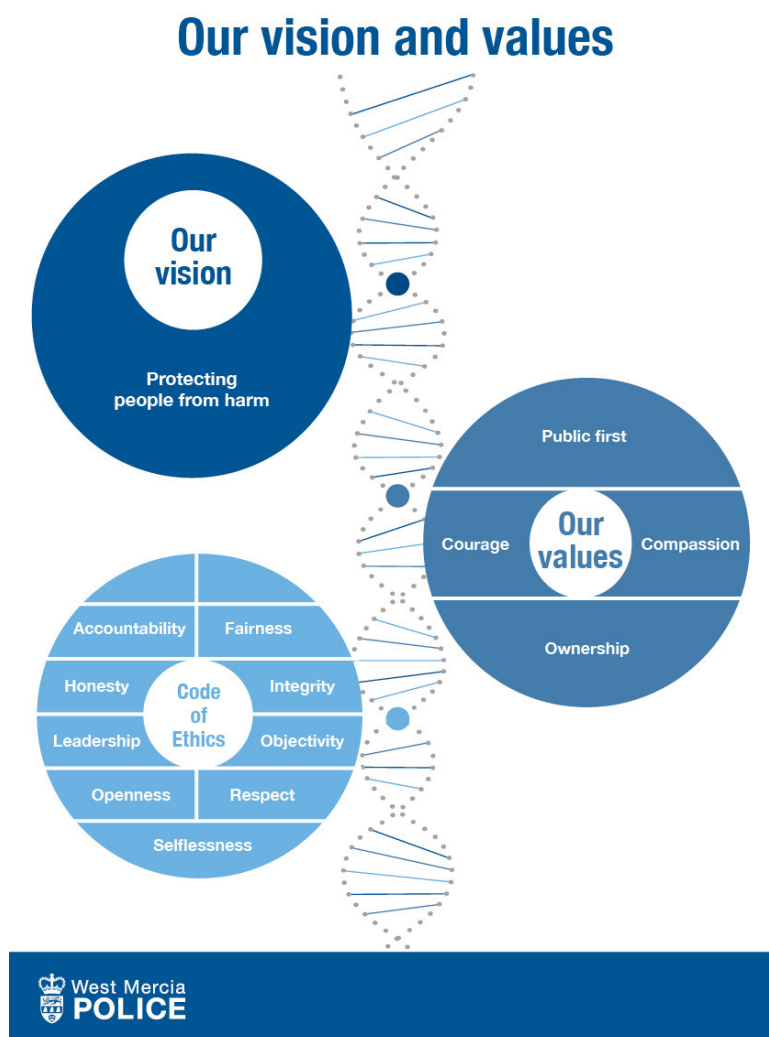 Our vision and values
Our
vision
Protecting
people from harm
Public first
Courage
Our
values
Compassion
Ownership
Accountability
Fairness
Honesty
Code
of
Ethics
Integrity
Leadership
Objectivity
Openness
Respect
Selflessness
West Mercia
POLICE